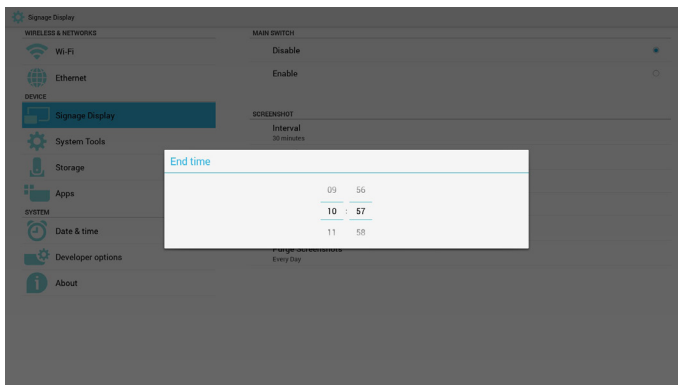 Signage Display
WIRELESS & NETWORKS
Wi-Fi
Ethernet
DEVICE
Signage Display
System Tools
Storage
Apps
SYSTEM
Date & time
Developer options
About
MAIN SWITCH
Disable
Enable
SCREENSHOT
Interval
30 minutes
End time
09 56
10 : 57
11 58
Purge Screenshots
Every Day